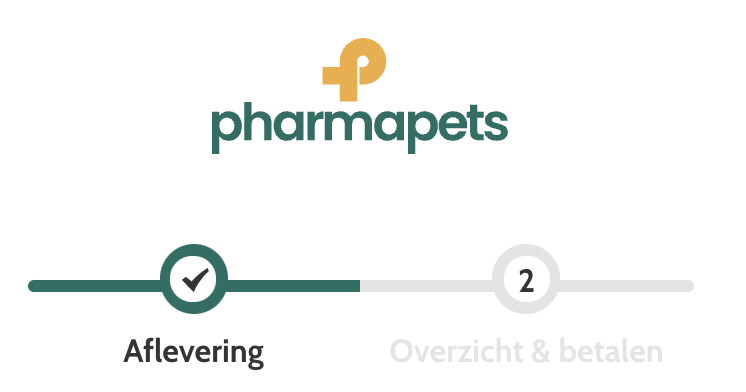 pharmapets
2
Aflevering
Overzicht & betalen